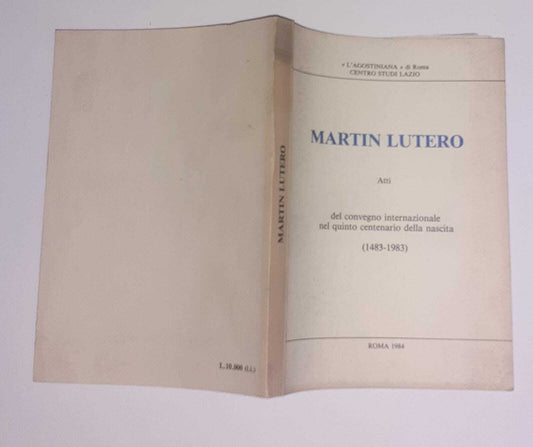 « L'AGOSTINIANA » di Roma
CENTRO STUDI LAZIO
MARTIN LUTERO
Atti
del convegno internazionale
nel quinto centenario della nascita
(1483-1983)
ROMA 1984
MARTIN LUTERO
L. 10.000 (i.i.)